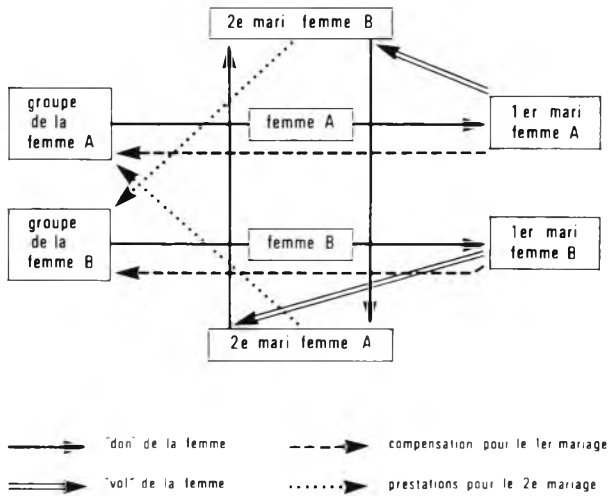 2e mari femme B
groupe
de la
femme A
femme A
1er mari
femme A
groupe
de la
femme B
femme B
1er mari
femme B
2e mari femme A
"don" de la femme
compensation pour le 1er mariage
"vol" de la femme
prestations pour le 2e mariage